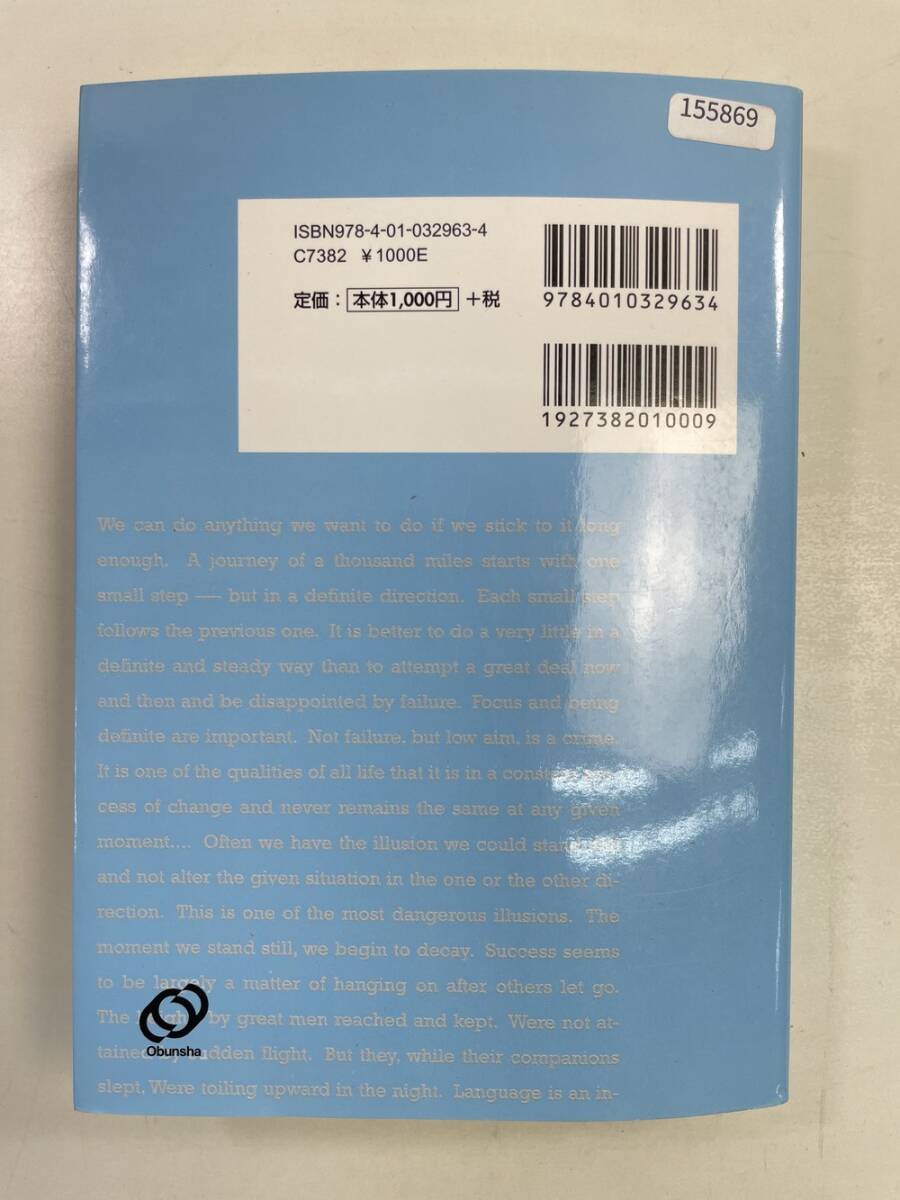 155869
ISBN978-4-01-032963-4
C7382 ¥1000E
定価： 本体1,000円 +税
9784010329634
1927382010009
We can do anything we want to do if we stick to it long
enough. A journey of a thousand miles starts with one
small step — but in a definite direction. Each small step
follows the previous one. It is better to do a very little in a
definite and steady way than to attempt a great deal now
and then and be disappointed by failure. Focus and being
definite are important. Not failure, but low aim, is a crime.
It is one of the qualities of all life that it is in a constant
cess of change and never remains the same at any given
moment.... Often we have the illusion we could stand
and not alter the given situation in the one or the other di-
rection. This is one of the most dangerous illusions. The
moment we stand still, we begin to decay. Success seems
to be largely a matter of hanging on after others let go.
The by great men reached and kept. Were not at-
tained by sudden flight. But they, while their companions
slept, Were toiling upward in the night. Language is an in-
Obunsha